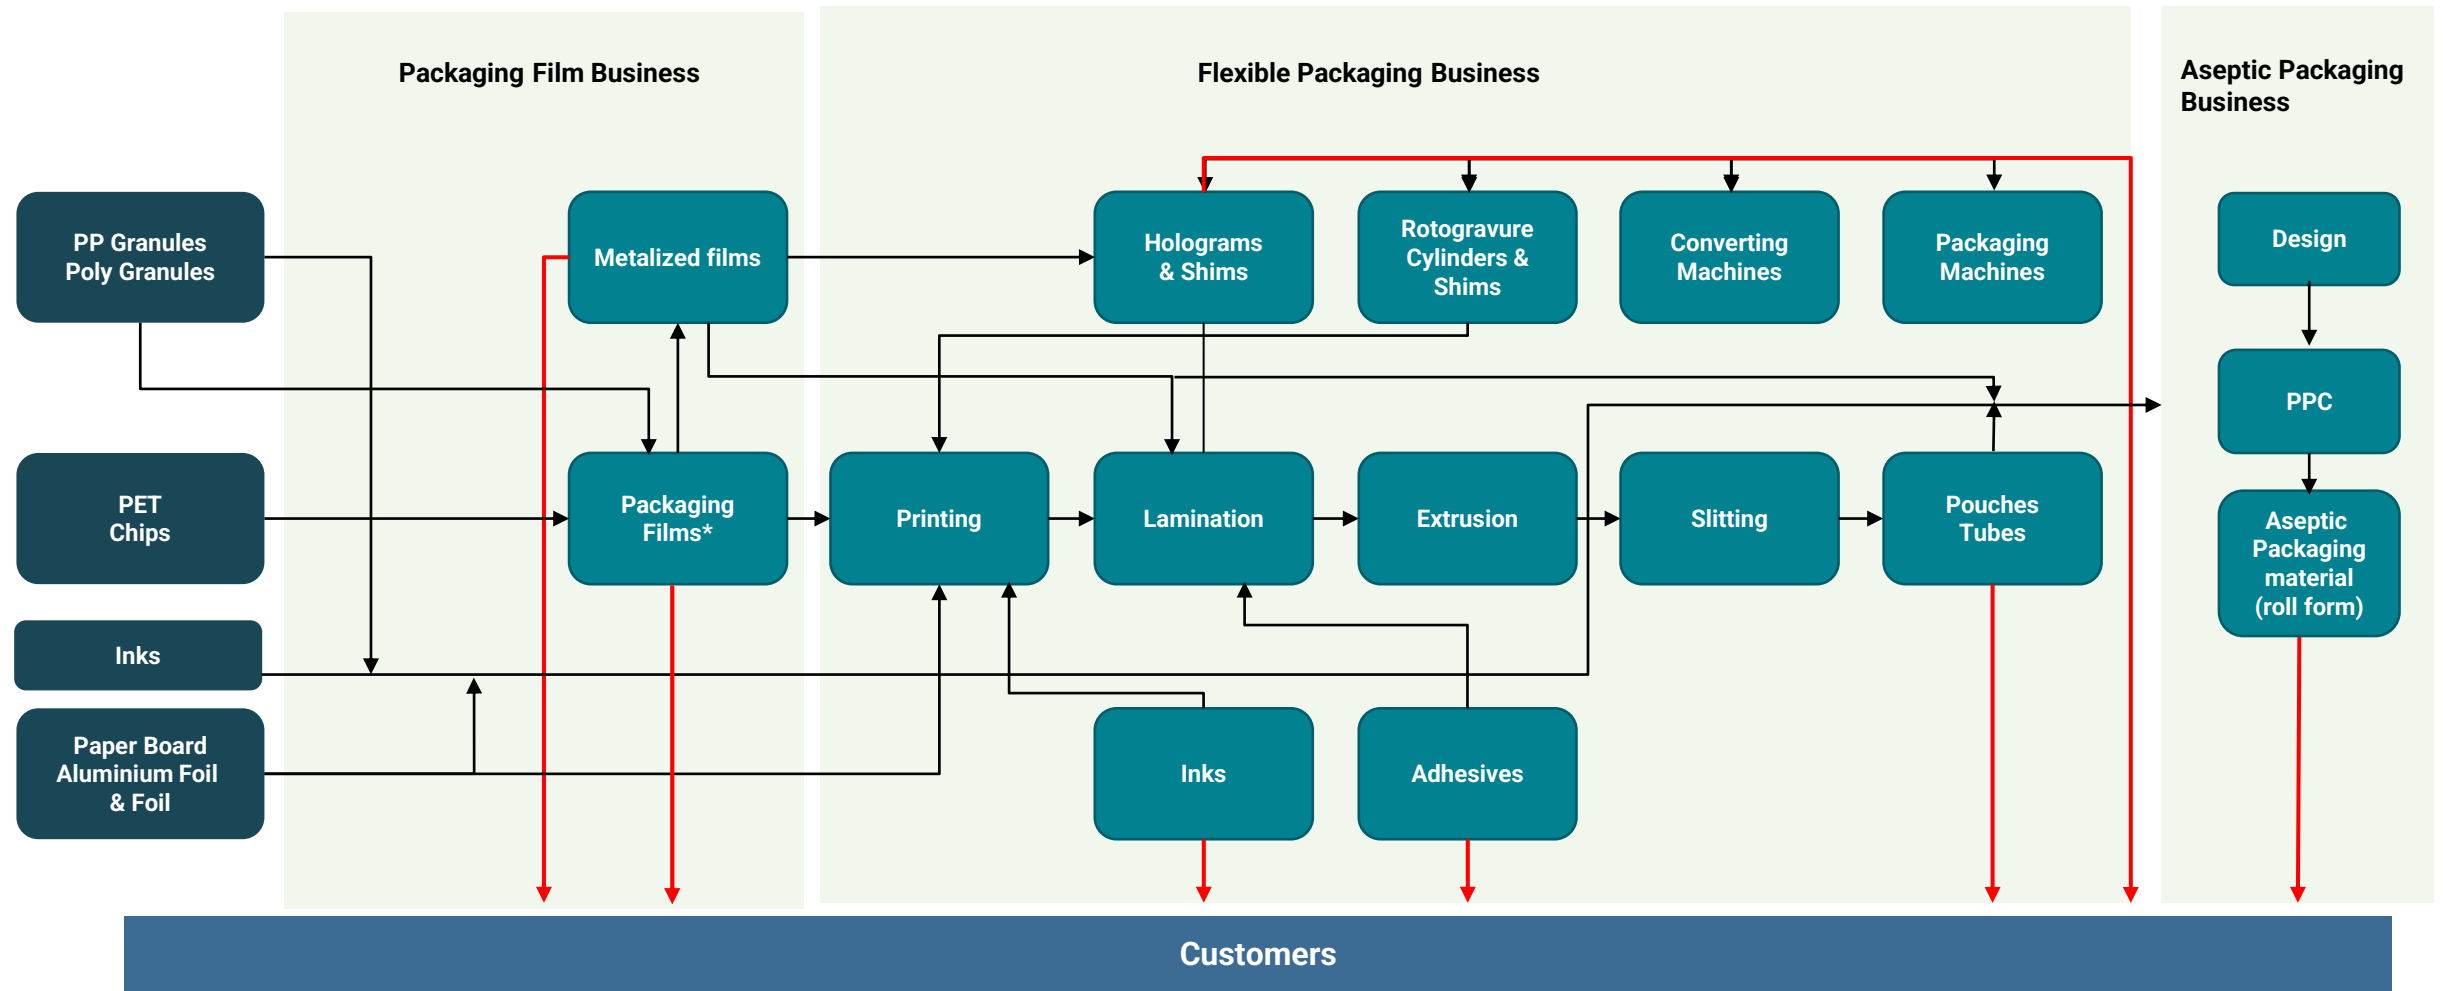 Packaging Film Business
Flexible Packaging Business
Aseptic Packaging
Business
PP Granules
Poly Granules
Metalized films
Holograms
& Shims
Rotogravure
Cylinders &
Shims
Converting
Machines
Packaging
Machines
Design
PPC
PET
Chips
Packaging
Films*
Printing
Lamination
Extrusion
Slitting
Pouches
Tubes
Aseptic
Packaging
material
(roll form)
Inks
Paper Board
Aluminium Foil
& Foil
Inks
Adhesives
Customers